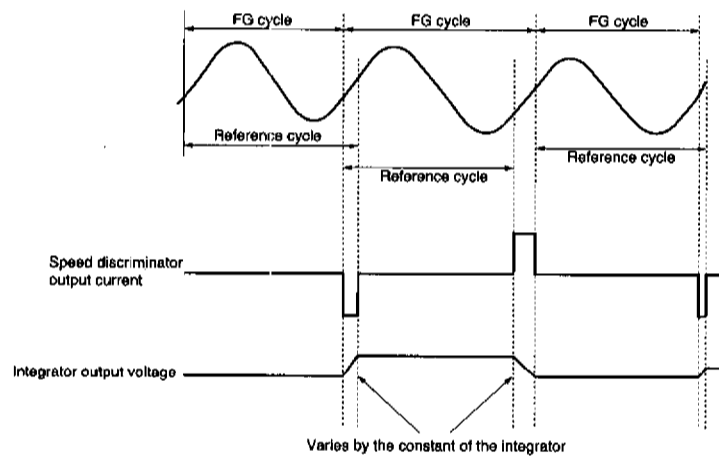 FG cycle
FG cycle
FG cycle
Reference cycle
Reference cycle
Reference cycle
Speed discriminator
output current
Integrator output voltage
Varies by the constant of the integrator